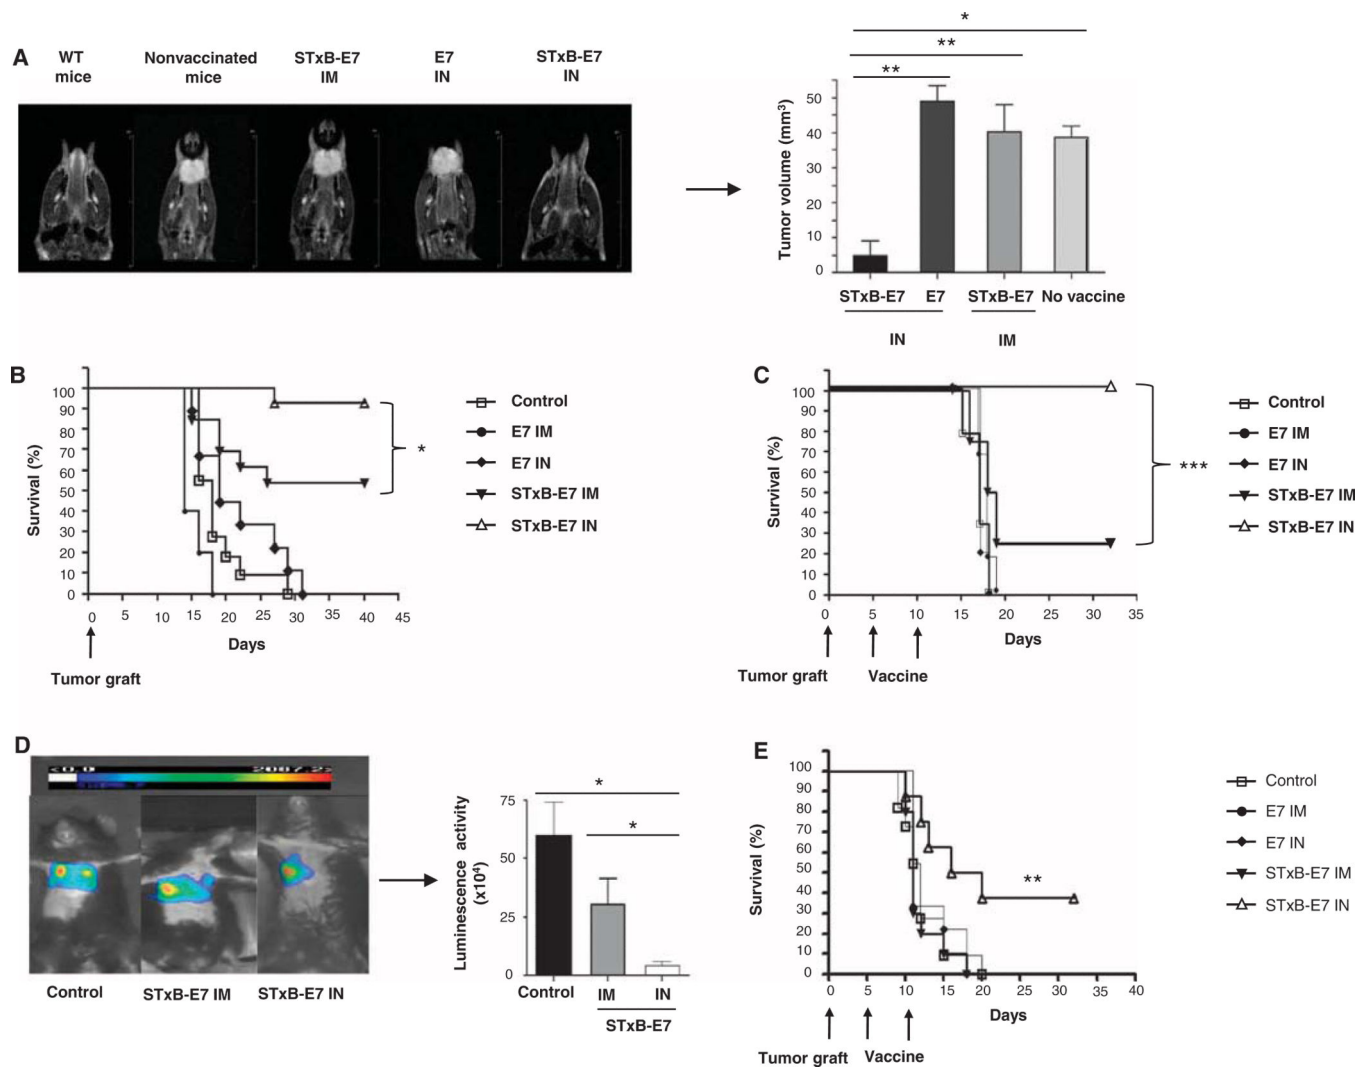 A
WT
mice
Nonvaccinated
mice
STxB-E7
IM
E7
IN
STxB-E7
IN
*
**
**
Tumor volume (mm³)
50
40
30
20
10
0
STxB-E7
E7
STxB-E7
No vaccine
IN
IM
B
Survival (%)
100
90
80
70
60
50
40
30
20
10
0
0 5 10 15 20 25 30 35 40 45
Days
Tumor graft
*
Control
E7 IM
E7 IN
STxB-E7 IM
STxB-E7 IN
C
Survival (%)
100
90
80
70
60
50
40
30
20
10
0
0 5 10 15 20 25 30 35
Days
Tumor graft
Vaccine
***
Control
E7 IM
E7 IN
STxB-E7 IM
STxB-E7 IN
D
<0.0
2087.2>
Control
STxB-E7 IM
STxB-E7 IN
Luminescence activity
(x10⁴)
75
50
25
0
*
*
Control
IM
IN
STxB-E7
E
Survival (%)
100
90
80
70
60
50
40
30
20
10
0
0 5 10 15 20 25 30 35 40
Days
Tumor graft
Vaccine
**
Control
E7 IM
E7 IN
STxB-E7 IM
STxB-E7 IN